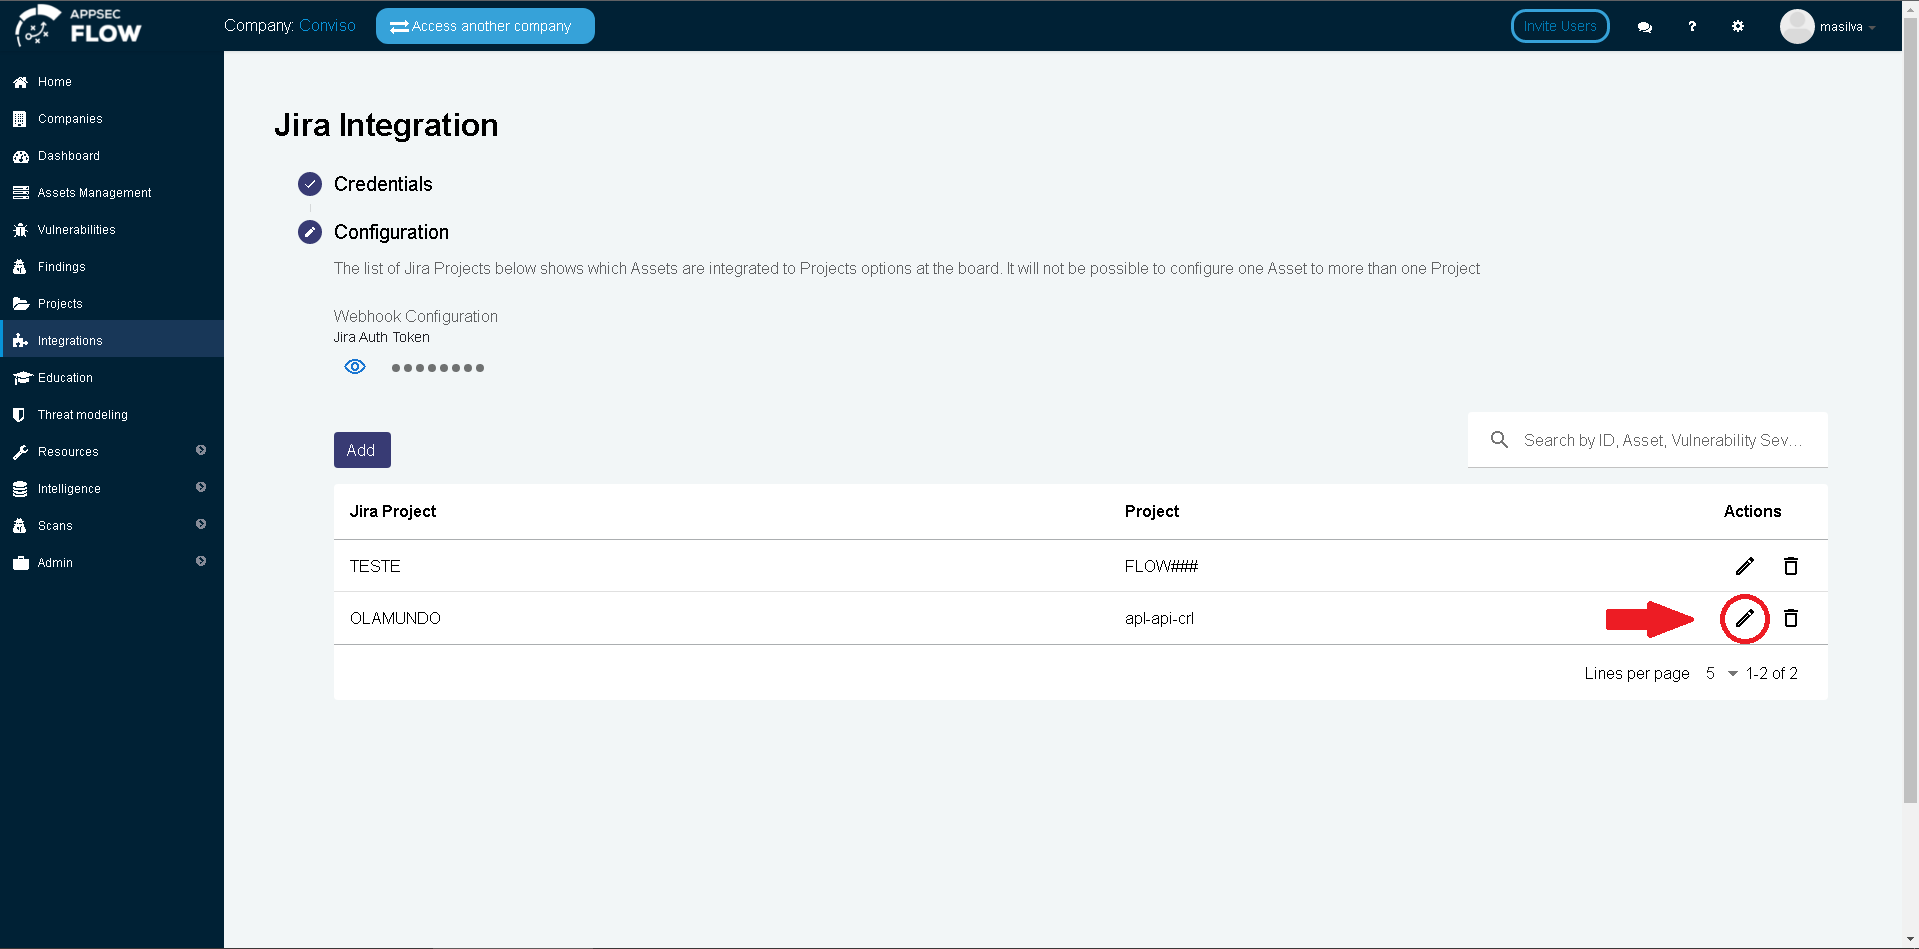 APPSEC
FLOW
Company: Conviso
Access another company
Invite Users
?
masilva
Home
Companies
Dashboard
Assets Management
Vulnerabilities
Findings
Projects
Integrations
Education
Threat modeling
Resources
Intelligence
Scans
Admin
Jira Integration
Credentials
Configuration
The list of Jira Projects below shows which Assets are integrated to Projects options at the board. It will not be possible to configure one Asset to more than one Project
Webhook Configuration
Jira Auth Token
Add
Search by ID, Asset, Vulnerability Sev...
Jira Project Project Actions
TESTE FLOW###
OLAMUNDO apl-api-crl
Lines per page 5 1-2 of 2